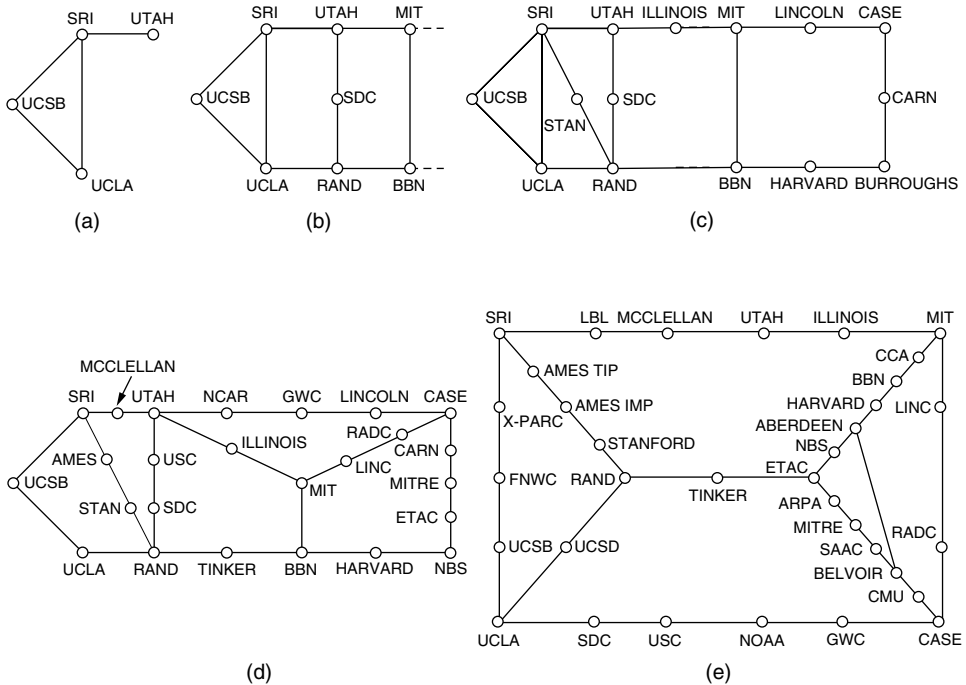 SRI UTAH
UCSB
UCLA
(a)
SRI UTAH MIT
UCSB SDC
UCLA RAND BBN
(b)
SRI UTAH ILLINOIS MIT LINCOLN CASE
UCSB SDC CARN
STAN
UCLA RAND BBN HARVARD BURROUGHS
(c)
MCCLELLAN
SRI UTAH NCAR GWC LINCOLN CASE
RADC
ILLINOIS CARN
AMES USC LINC
UCSB MIT MITRE
STAN SDC ETAC
UCLA RAND TINKER BBN HARVARD NBS
(d)
SRI LBL MCCLELLAN UTAH ILLINOIS MIT
CCA
AMES TIP BBN
X-PARC AMES IMP HARVARD LINC
ABERDEEN
STANFORD NBS
ETAC
FNWC RAND TINKER
ARPA
MITRE
UCSB UCSD SAAC RADC
BELVOIR
CMU
UCLA SDC USC NOAA GWC CASE
(e)